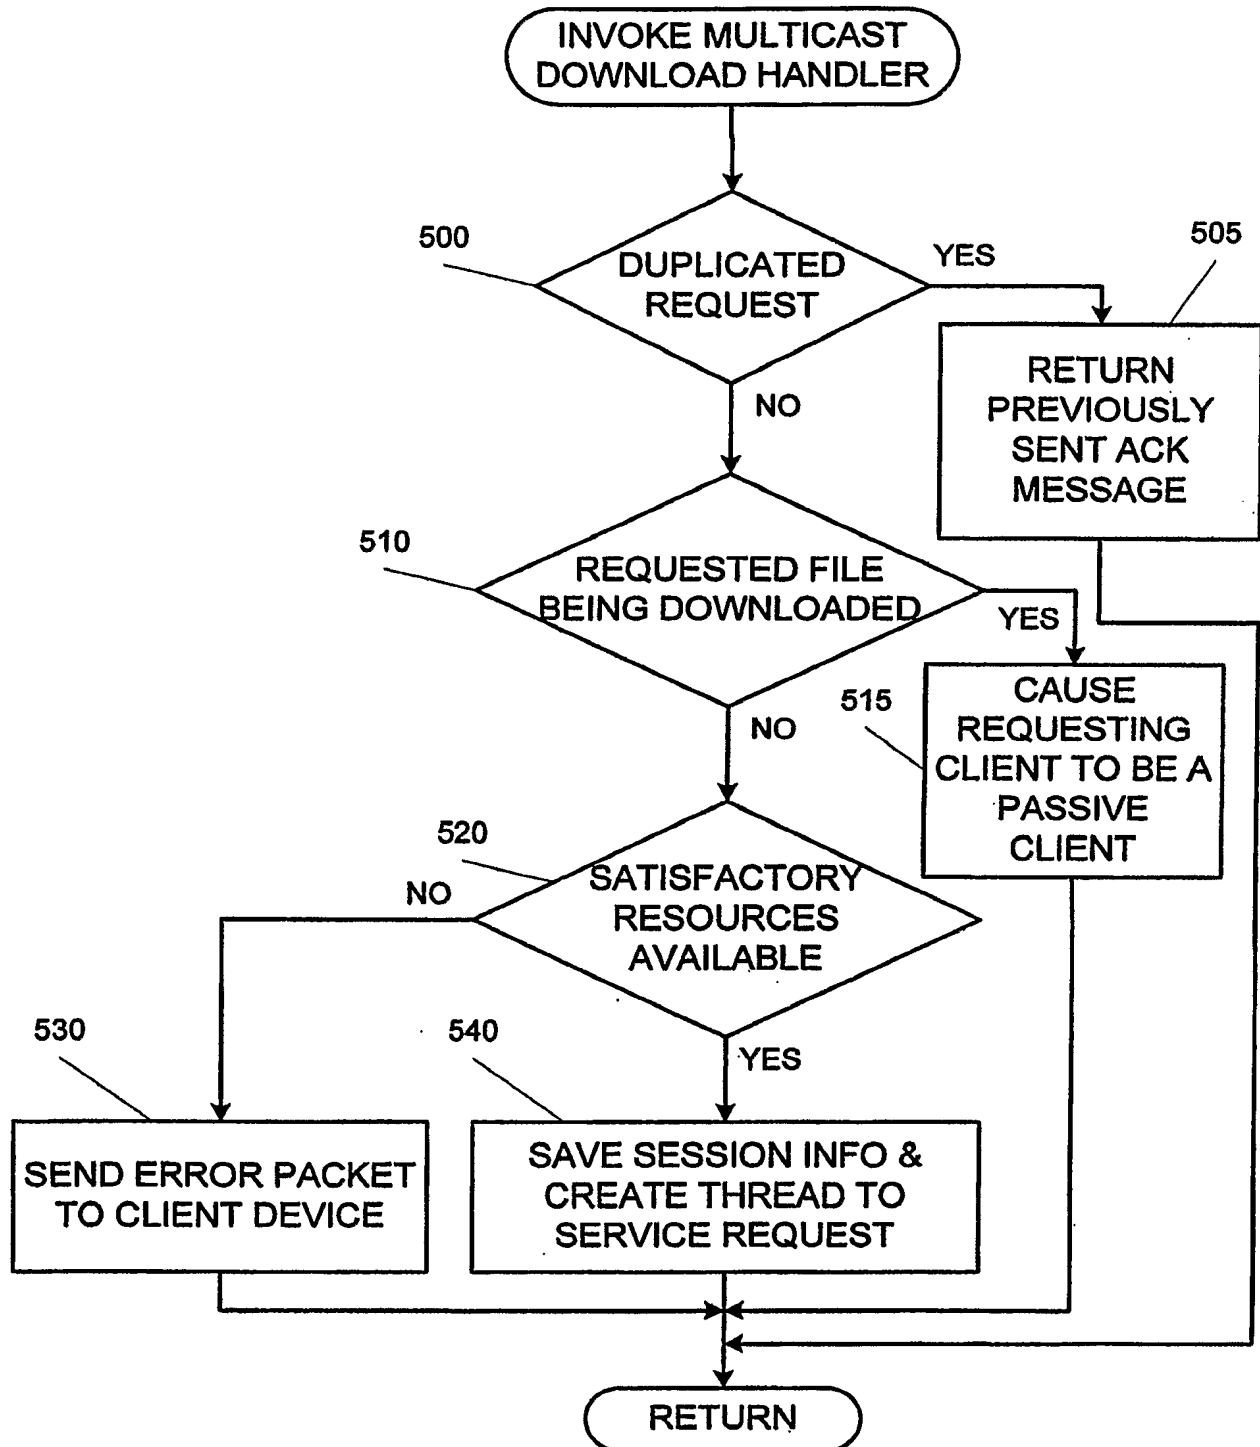 INVOKE MULTICAST
DOWNLOAD HANDLER
500
DUPLICATED
REQUEST
YES
505
NO
RETURN
PREVIOUSLY
SENT ACK
MESSAGE
510
REQUESTED FILE
BEING DOWNLOADED
YES
NO
515
CAUSE
REQUESTING
CLIENT TO BE A
PASSIVE
CLIENT
520
SATISFACTORY
RESOURCES
AVAILABLE
NO
YES
530
SEND ERROR PACKET
TO CLIENT DEVICE
540
SAVE SESSION INFO &
CREATE THREAD TO
SERVICE REQUEST
RETURN